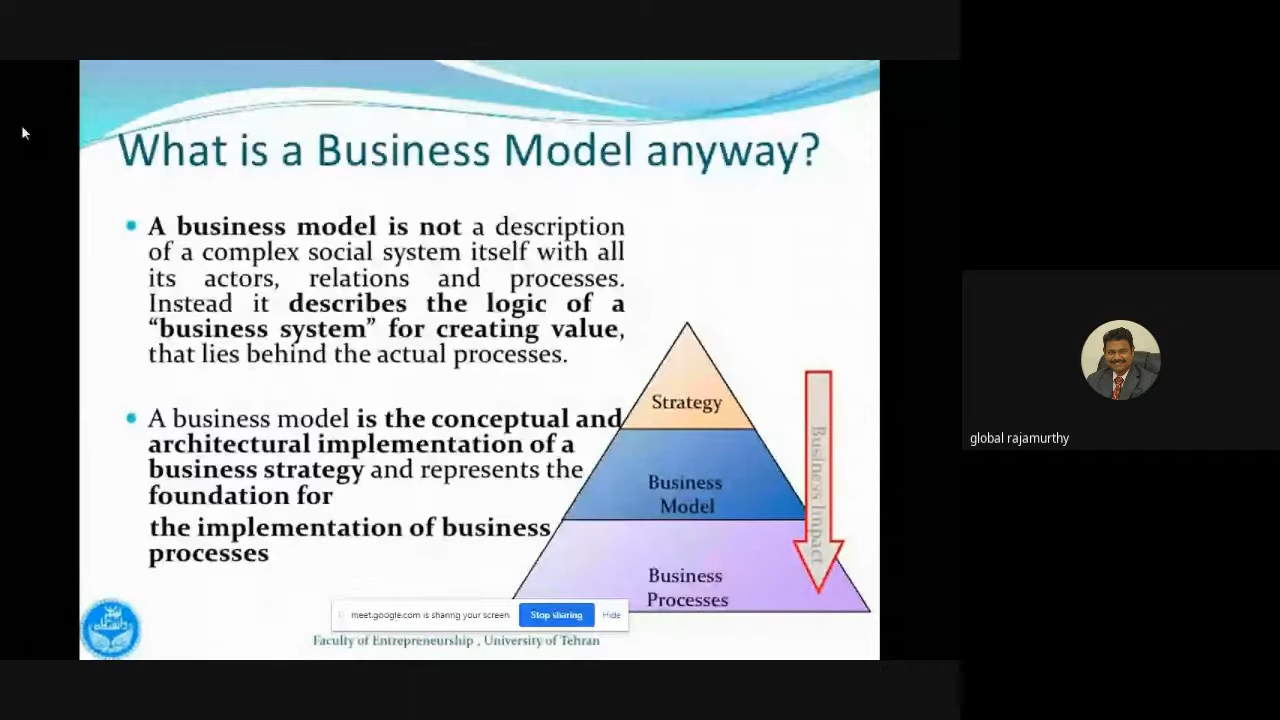 What is a Business Model anyway?
• A business model is not a description
of a complex social system itself with all
its actors, relations and processes.
Instead it describes the logic of a
“business system” for creating value,
that lies behind the actual processes.
• A business model is the conceptual and
architectural implementation of a
business strategy and represents the
foundation for
the implementation of business
processes
Strategy
Business
Model
Business
Processes
Business Impact
meet.google.com is sharing your screen
Stop sharing
Hide
Faculty of Entrepreneurship , University of Tehran
global rajamurthy